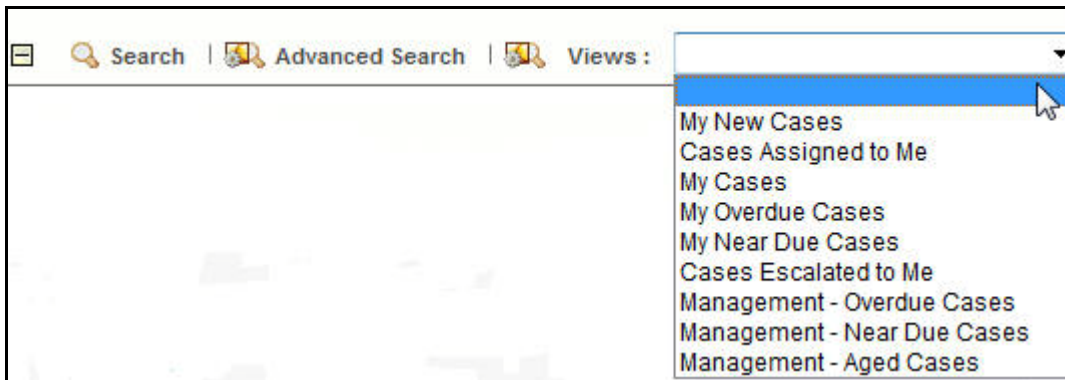 Search | Advanced Search | Views :
My New Cases
Cases Assigned to Me
My Cases
My Overdue Cases
My Near Due Cases
Cases Escalated to Me
Management - Overdue Cases
Management - Near Due Cases
Management - Aged Cases